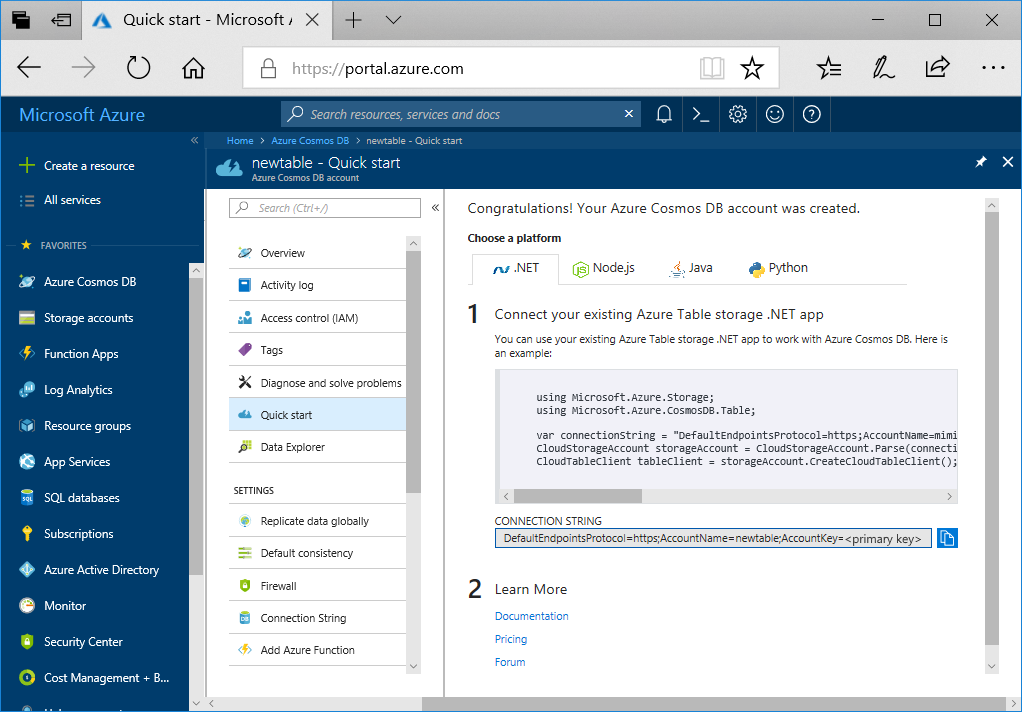 Quick start - Microsoft A
https://portal.azure.com
Microsoft Azure
Search resources, services and docs
Home > Azure Cosmos DB > newtable - Quick start
newtable - Quick start
Azure Cosmos DB account
Create a resource
All services
FAVORITES
Azure Cosmos DB
Storage accounts
Function Apps
Log Analytics
Resource groups
App Services
SQL databases
Subscriptions
Azure Active Directory
Monitor
Security Center
Cost Management + B...
Search (Ctrl+/)
Overview
Activity log
Access control (IAM)
Tags
Diagnose and solve problems
Quick start
Data Explorer
SETTINGS
Replicate data globally
Default consistency
Firewall
Connection String
Add Azure Function
Congratulations! Your Azure Cosmos DB account was created.
Choose a platform
.NET
Node.js
Java
Python
1 Connect your existing Azure Table storage .NET app
You can use your existing Azure Table storage .NET app to work with Azure Cosmos DB. Here is
an example:
using Microsoft.Azure.Storage;
using Microsoft.Azure.CosmosDB.Table;
var connectionString = "DefaultEndpointsProtocol=https;AccountName=mimi
CloudStorageAccount storageAccount = CloudStorageAccount.Parse(connecti
CloudTableClient tableClient = storageAccount.CreateCloudTableClient();
CONNECTION STRING
DefaultEndpointsProtocol=https;AccountName=newtable;AccountKey=<primary key>
2 Learn More
Documentation
Pricing
Forum